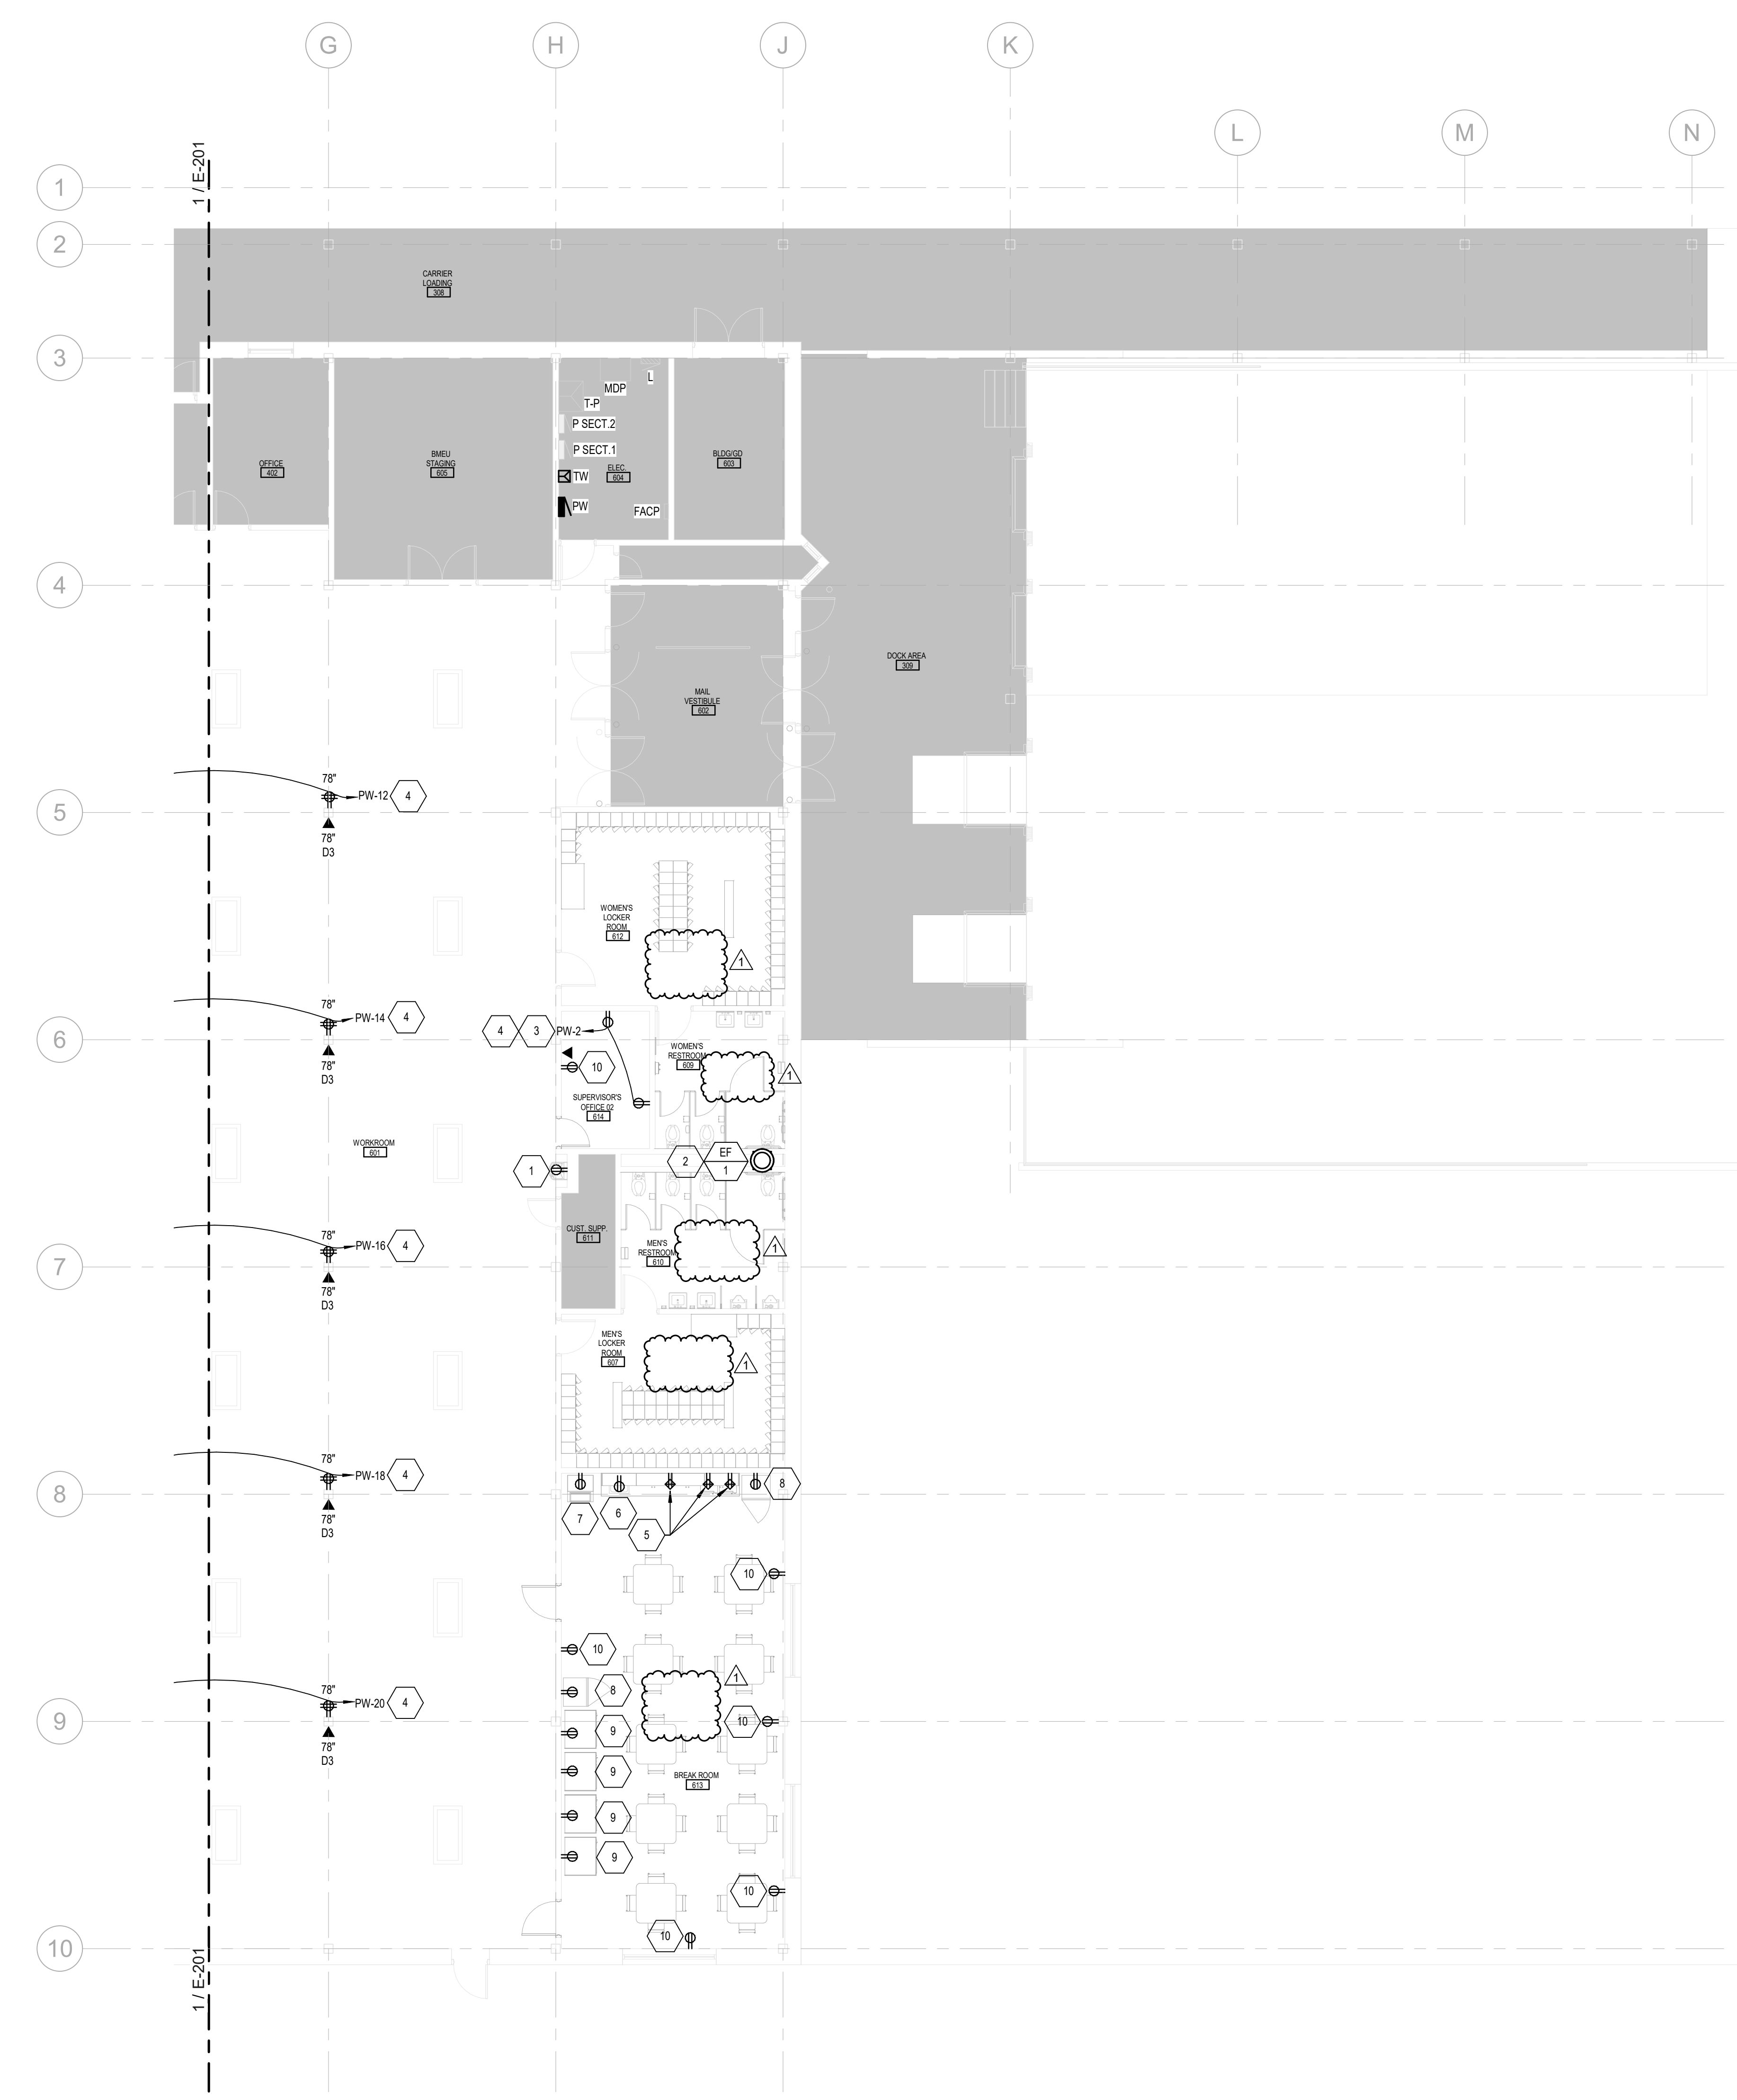 G
H
J
K
L
M
N
1 / E-201
1
2
CARRIER
LOADING
308
3
L
MDP
T-P
P SECT.2
P SECT.1
BMEU
STAGING
605
BLDG/GD
603
OFFICE
402
ELEC.
604
TW
PW
FACP
4
DOCK AREA
309
MAIL
VESTIBULE
602
78"
PW-12
4
5
78"
D3
WOMEN'S
LOCKER
ROOM
612
1
78"
PW-14
4
4
3
PW-2
6
78"
D3
WOMEN'S
RESTROOM
609
10
1
SUPERVISOR'S
OFFICE 02
614
WORKROOM
601
1
2
EF
1
CUST. SUPP.
611
78"
PW-16
4
MEN'S
RESTROOM
610
1
7
78"
D3
MEN'S
LOCKER
ROOM
607
1
78"
PW-18
4
8
8
78"
D3
7
6
5
10
10
1
78"
PW-20
4
8
9
9
10
78"
D3
9
BREAK ROOM
613
9
9
10
10
10
1 / E-201